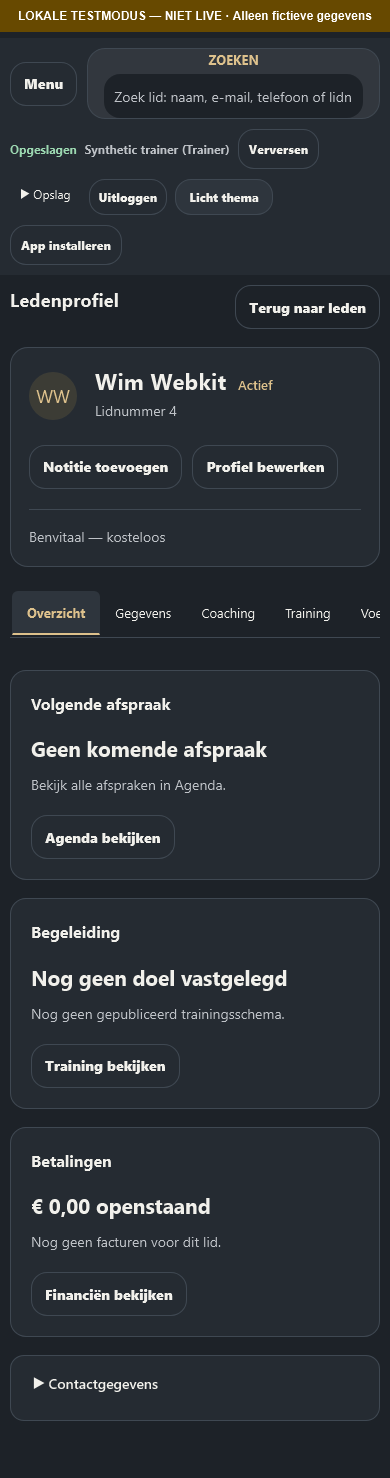 LOKALE TESTMODUS — NIET LIVE · Alleen fictieve gegevens
Menu
ZOEKEN
Zoek lid: naam, e-mail, telefoon of lidn
Opgeslagen Synthetic trainer (Trainer) Verversen
▶ Opslag Uitloggen Licht thema
App installeren
Ledenprofiel Terug naar leden
WW
Wim Webkit Actief
Lidnummer 4
Notitie toevoegen Profiel bewerken
Benvitaal — kosteloos
Overzicht Gegevens Coaching Training Voe
Volgende afspraak
Geen komende afspraak
Bekijk alle afspraken in Agenda.
Agenda bekijken
Begeleiding
Nog geen doel vastgelegd
Nog geen gepubliceerd trainingsschema.
Training bekijken
Betalingen
€ 0,00 openstaand
Nog geen facturen voor dit lid.
Financiën bekijken
▶ Contactgegevens